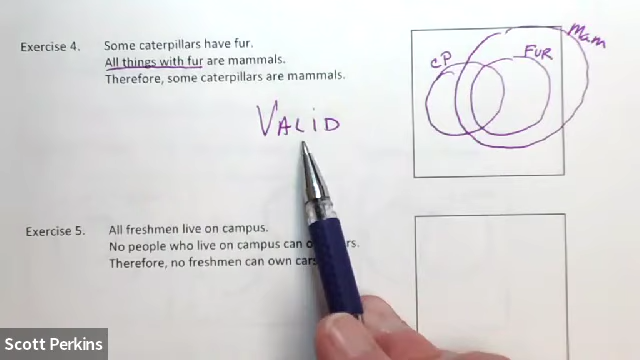 Exercise 4. Some caterpillars have fur.
All things with fur are mammals.
Therefore, some caterpillars are mammals.
CP
FUR
Mam
VALiD
Exercise 5. All freshmen live on campus.
No people who live on campus can
Therefore, no freshmen can own cars
Scott Perkins